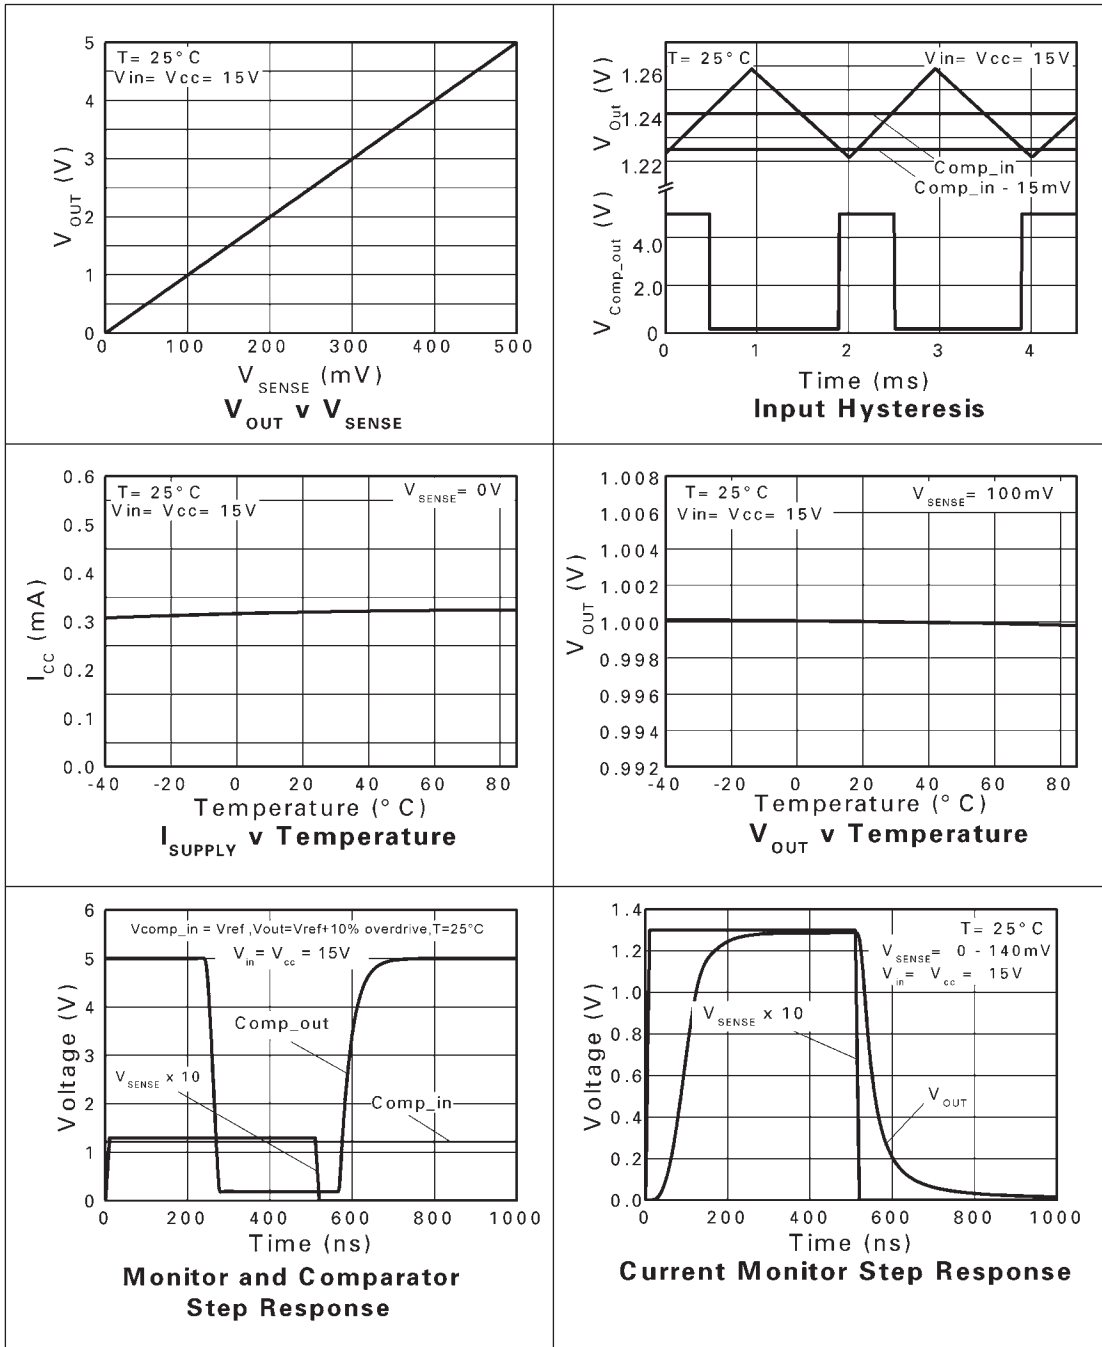 5
4
3
2
1
0
V_OUT (V)
T= 25°C
Vin= Vcc= 15V
0 100 200 300 400 500
V_SENSE (mV)
V_OUT v V_SENSE
T= 25°C
Vin= Vcc= 15V
1.26
1.24
1.22
V_Out (V)
Comp_in
Comp_in - 15mV
4.0
2.0
0
V_Comp_out (V)
0 1 2 3 4
Time (ms)
Input Hysteresis
0.6
0.5
0.4
0.3
0.2
0.1
0.0
I_CC (mA)
T= 25°C
Vin= Vcc= 15V
V_SENSE= 0V
-40 -20 0 20 40 60 80
Temperature (°C)
I_SUPPLY v Temperature
1.008
1.006
1.004
1.002
1.000
0.998
0.996
0.994
0.992
V_OUT (V)
T= 25°C
Vin= Vcc= 15V
V_SENSE= 100mV
-40 -20 0 20 40 60 80
Temperature (°C)
V_OUT v Temperature
6
5
4
3
2
1
0
Voltage (V)
Vcomp_in = Vref ,Vout=Vref+10% overdrive,T=25°C
V_in= V_cc= 15V
Comp_out
V_SENSE x 10
Comp_in
0 200 400 600 800 1000
Time (ns)
Monitor and Comparator
Step Response
1.4
1.2
1.0
0.8
0.6
0.4
0.2
0.0
Voltage (V)
T= 25°C
V_SENSE= 0 - 140mV
V_in= V_cc= 15V
V_SENSE x 10
V_OUT
0 200 400 600 800 1000
Time (ns)
Current Monitor Step Response